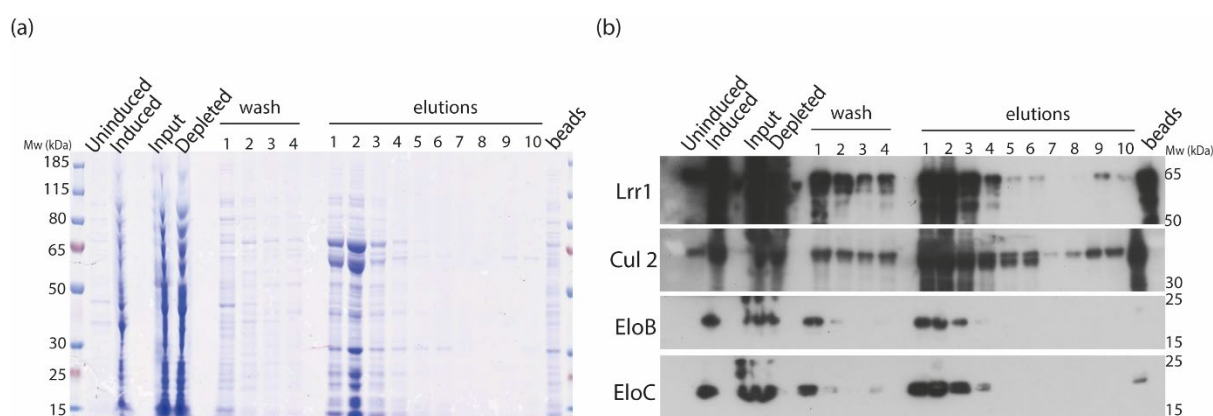 (a)
Uninduced Induced Input Depleted wash elutions beads
Mw (kDa) 1 2 3 4 1 2 3 4 5 6 7 8 9 10
185
115
80
65
50
30
25
15
(b)
Uninduced Induced Input Depleted wash elutions beads
1 2 3 4 1 2 3 4 5 6 7 8 9 10 Mw (kDa)
Lrr1 65
50
Cul 2
30
EloB 25
15
EloC 25
15